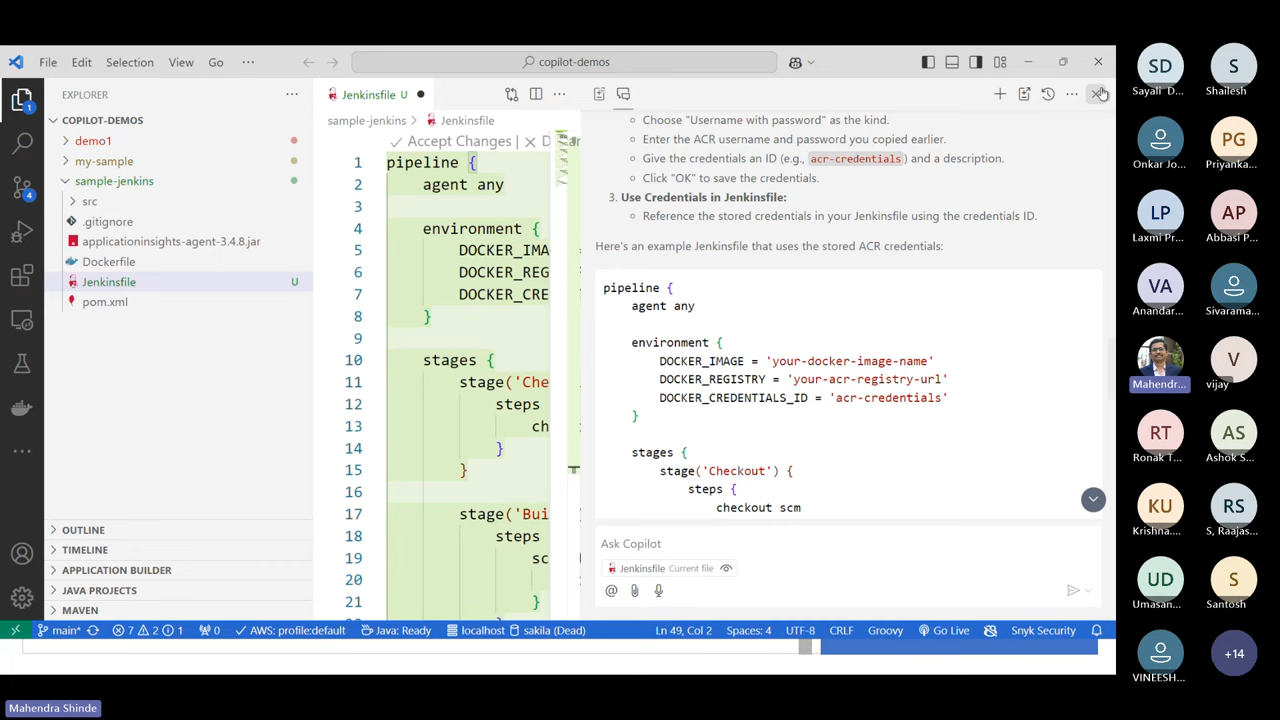 File Edit Selection View Go ··· copilot-demos
EXPLORER
COPILOT-DEMOS
demo1
my-sample
sample-jenkins
src
.gitignore
applicationinsights-agent-3.4.8.jar
Dockerfile
Jenkinsfile U
pom.xml
OUTLINE
TIMELINE
APPLICATION BUILDER
JAVA PROJECTS
MAVEN
1
4
Jenkinsfile U
sample-jenkins > Jenkinsfile
Accept Changes | D
1 pipeline {
2 agent any
3
4 environment {
5 DOCKER_IMA
6 DOCKER_REG
7 DOCKER_CRE
8 }
9
10 stages {
11 stage('Che
12 steps
13 ch
14 }
15 }
16
17 stage('Bui
18 steps
19 sc
20
21 }
Choose "Username with password" as the kind.
Enter the ACR username and password you copied earlier.
Give the credentials an ID (e.g., acr-credentials) and a description.
Click "OK" to save the credentials.
3. Use Credentials in Jenkinsfile:
Reference the stored credentials in your Jenkinsfile using the credentials ID.
Here's an example Jenkinsfile that uses the stored ACR credentials:
pipeline {
agent any
environment {
DOCKER_IMAGE = 'your-docker-image-name'
DOCKER_REGISTRY = 'your-acr-registry-url'
DOCKER_CREDENTIALS_ID = 'acr-credentials'
}
stages {
stage('Checkout') {
steps {
checkout scm
Ask Copilot
Jenkinsfile Current file
main* 7 2 1 0 AWS: profile:default Java: Ready localhost sakila (Dead) Ln 49, Col 2 Spaces: 4 UTF-8 CRLF Groovy Go Live Snyk Security
SD S
Sayali D... Shailesh
PG
Onkar Jo... Priyanka...
LP AP
Laxmi Pr... Abbasi P...
VA
Anandar... Sivarama...
V
Mahendr... vijay
RT AS
Ronak T... Ashok S...
KU RS
Krishna... S, Raajas...
UD S
Umasan... Santosh
+14
VINEESH...
Mahendra Shinde